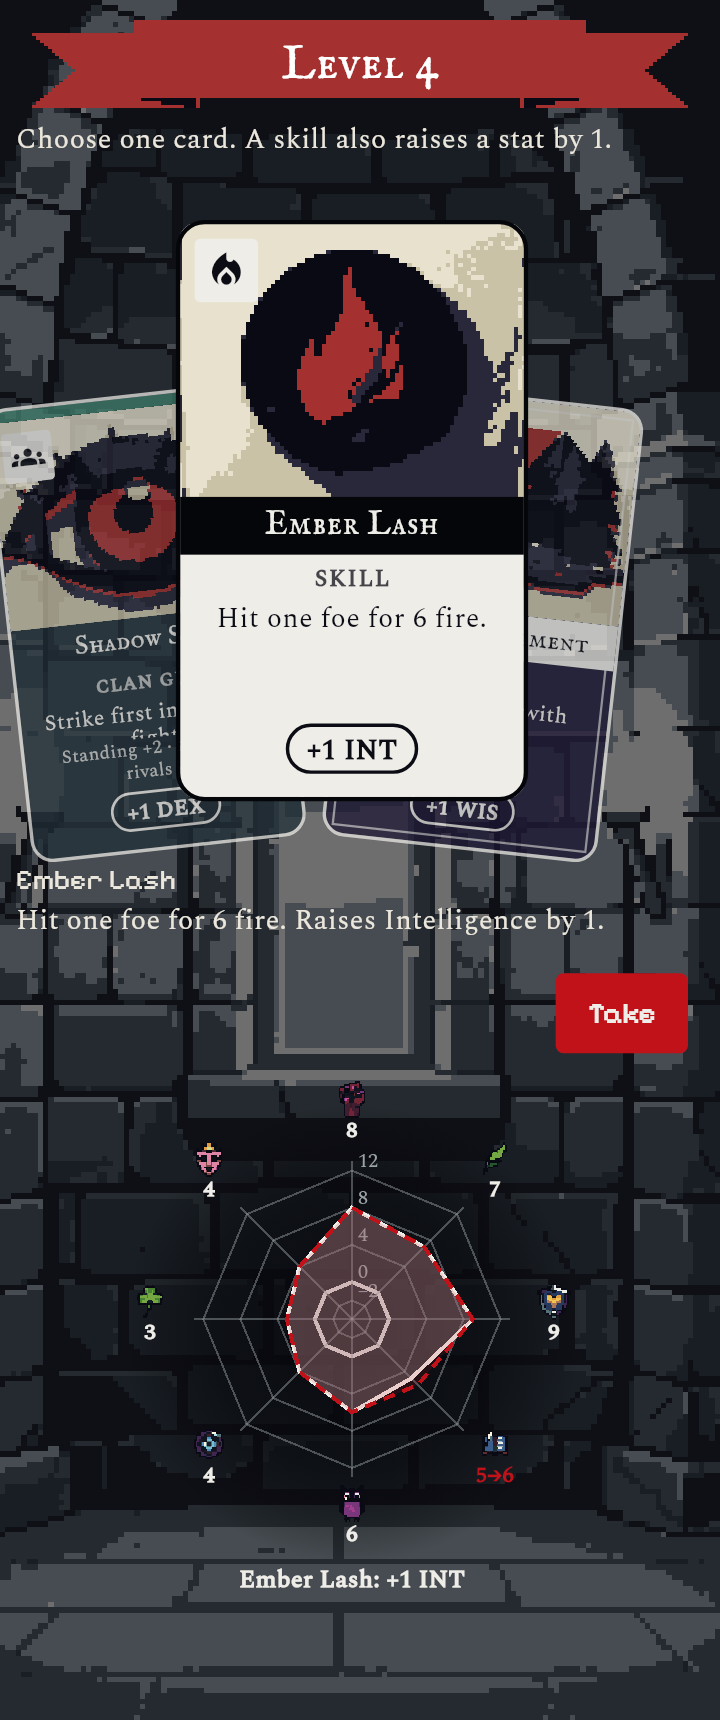 Level 4
Choose one card. A skill also raises a stat by 1.
Ember Lash
SKILL
Hit one foe for 6 fire.
+1 INT
Shadow S
CLAN G
Strike first in
Standing +2 ·
rivals
+1 DEX
MENT
with
+1 WIS
Ember Lash
Hit one foe for 6 fire. Raises Intelligence by 1.
Take
8
4
7
12
8
4
0
-2
3
9
4
5→6
6
Ember Lash: +1 INT